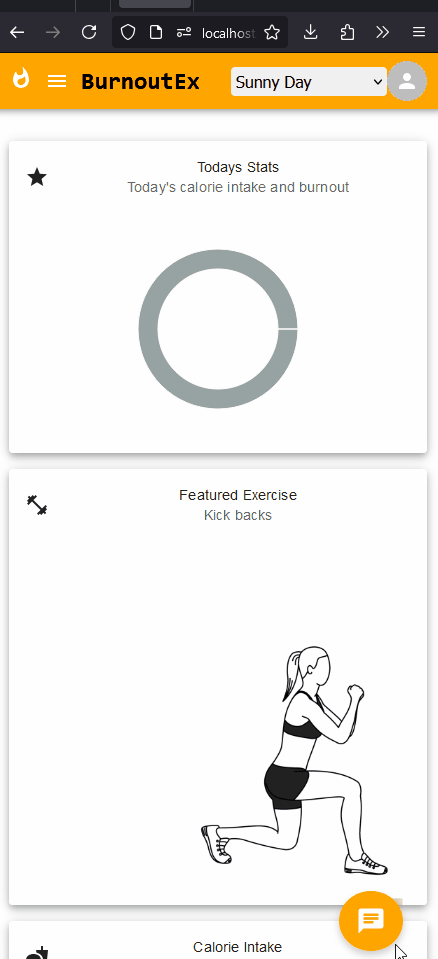 localhost
BurnoutEx
Sunny Day
Todays Stats
Today's calorie intake and burnout
Featured Exercise
Kick backs
Calorie Intake